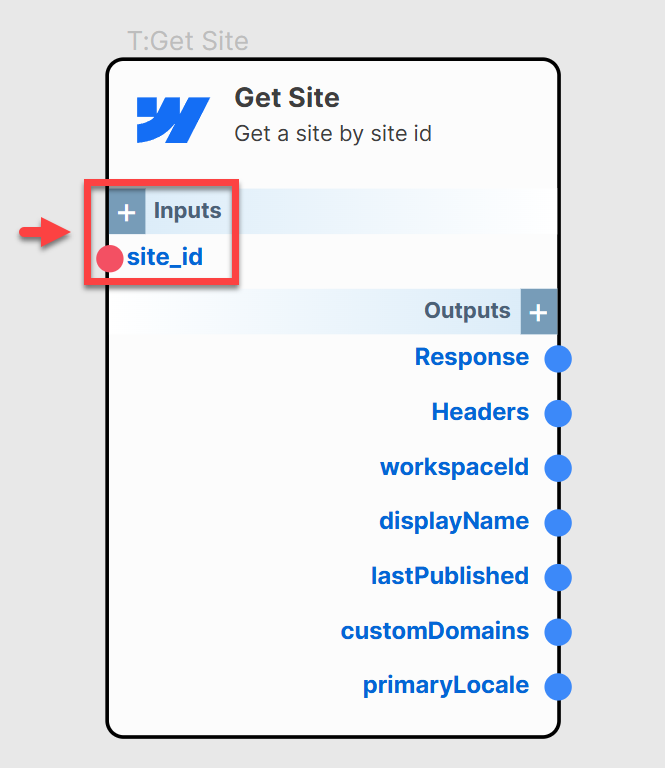 T:Get Site
Get Site
Get a site by site id
+ Inputs
site_id
Outputs +
Response
Headers
workspaceId
displayName
lastPublished
customDomains
primaryLocale